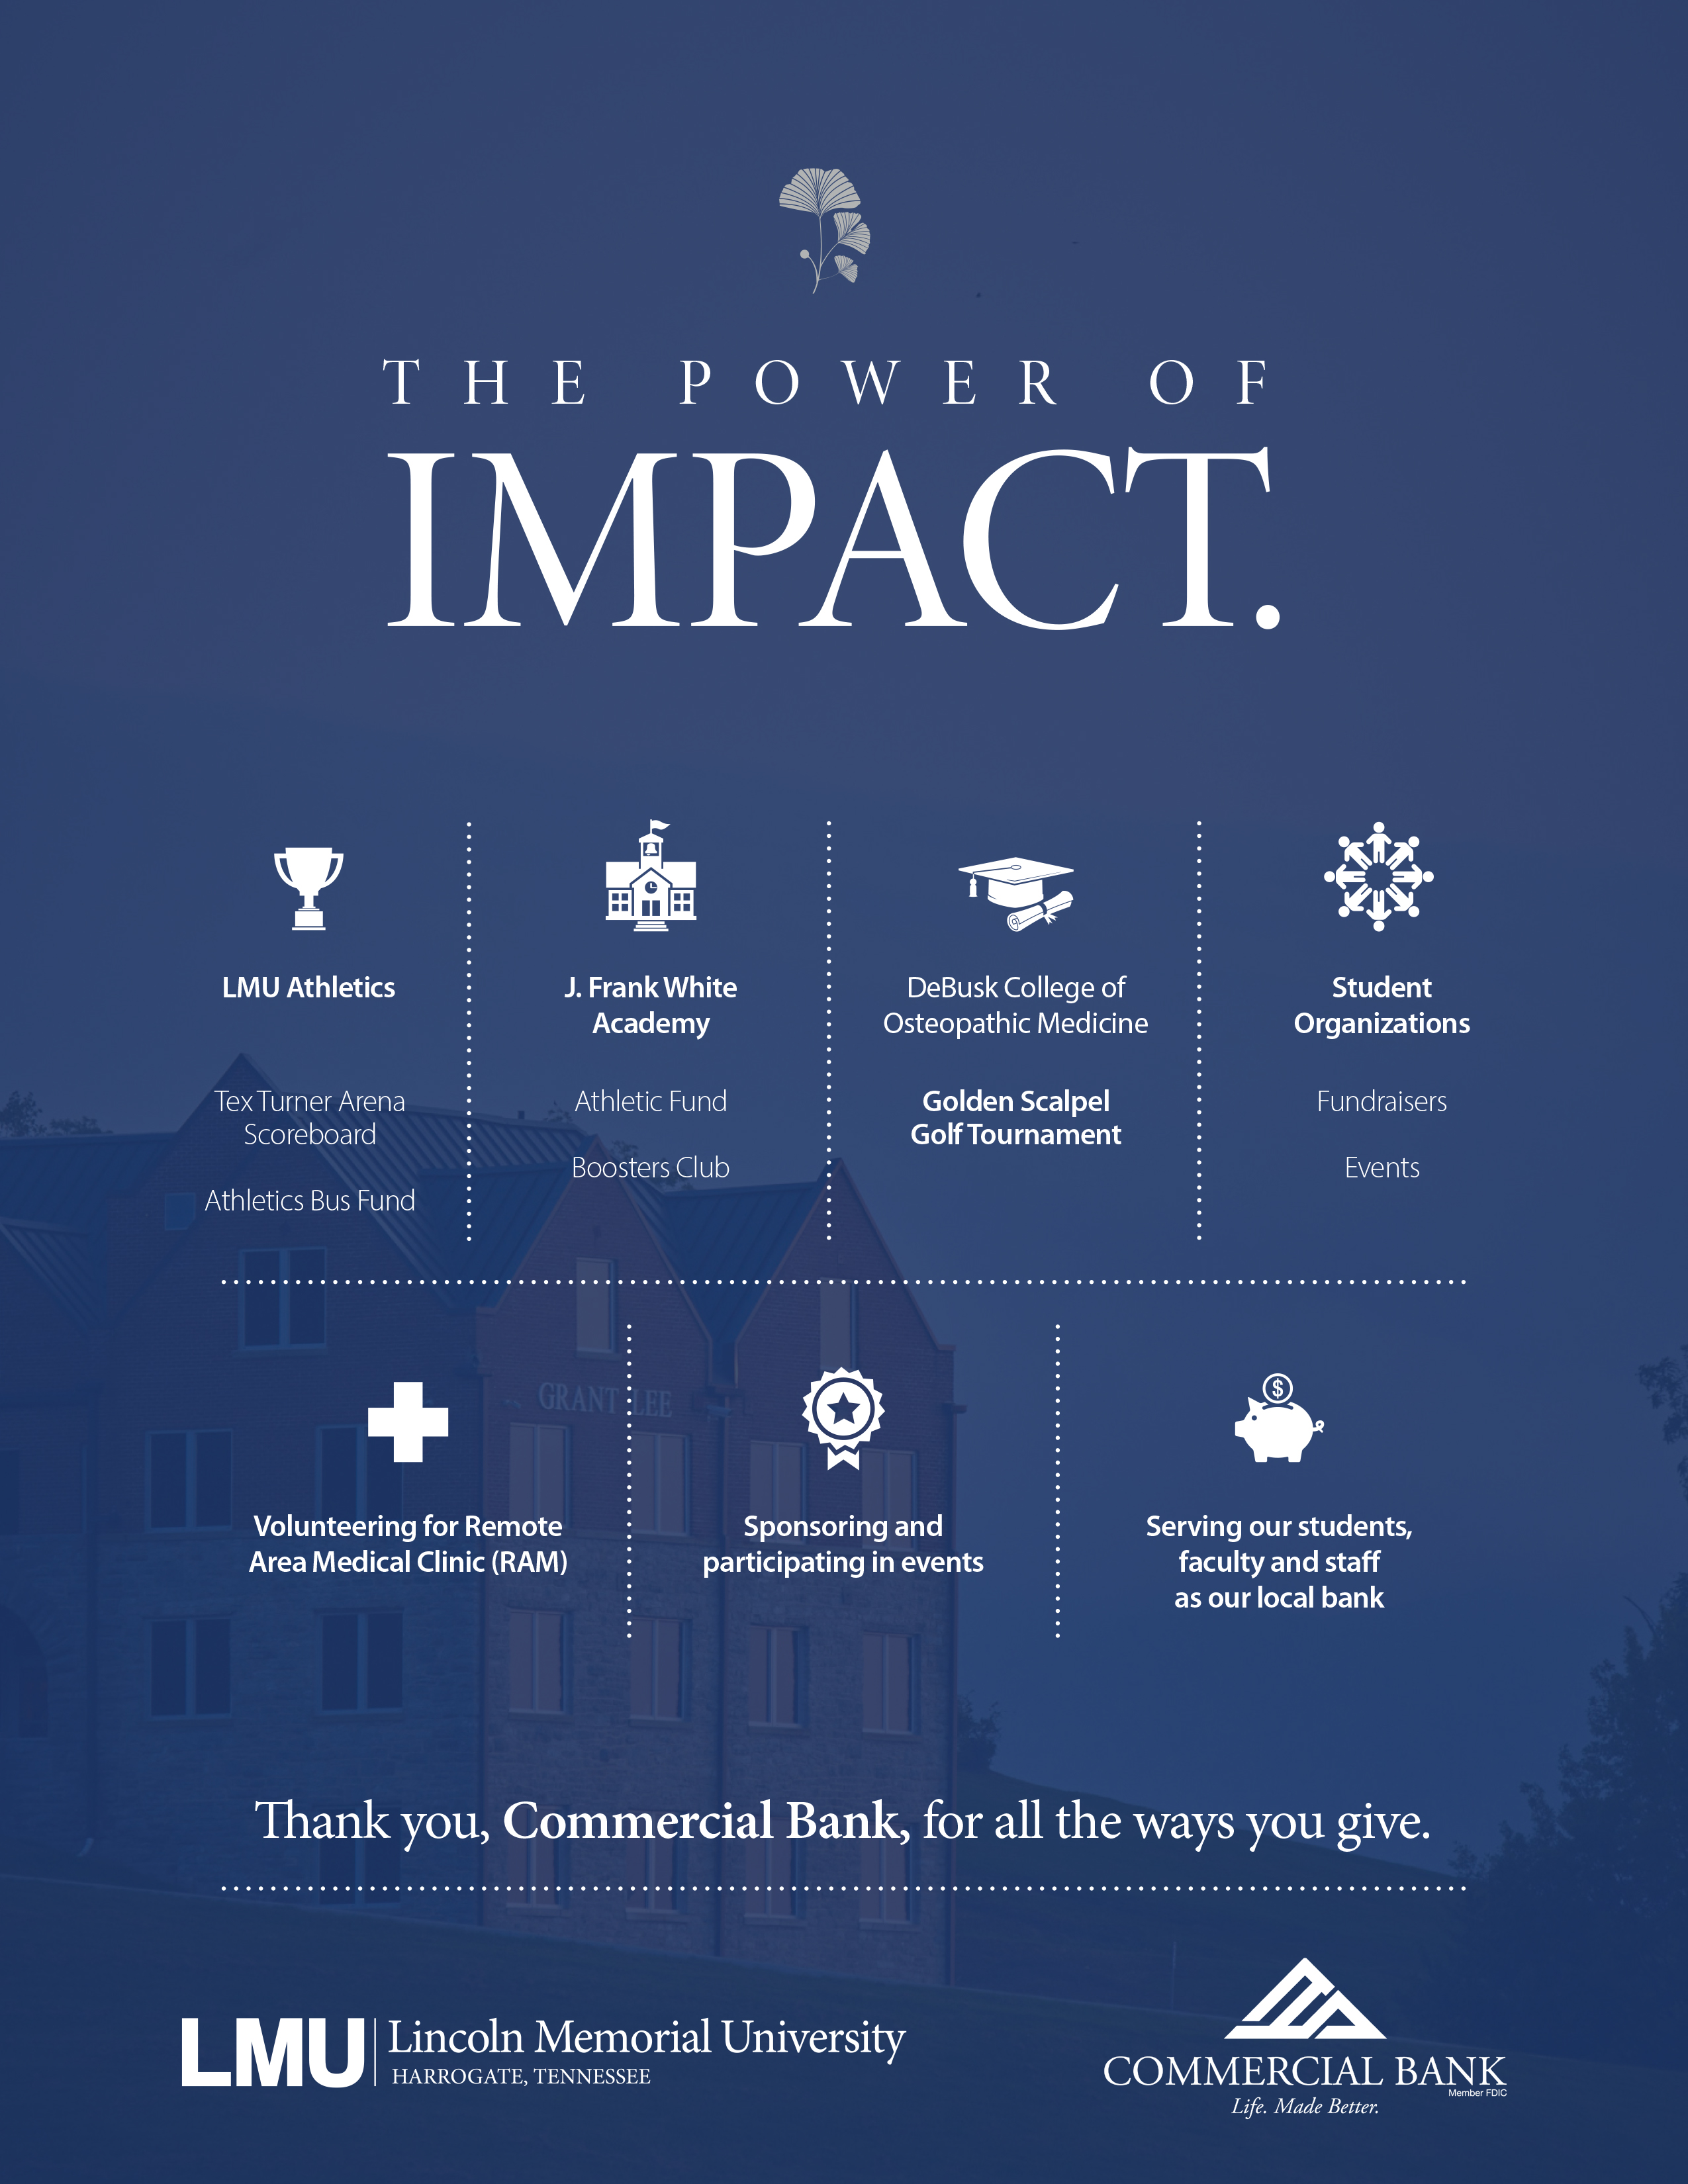 THE POWER OF
IMPACT.
LMU Athletics
Tex Turner Arena
Scoreboard
Athletics Bus Fund
J. Frank White
Academy
Athletic Fund
Boosters Club
DeBusk College of
Osteopathic Medicine
Golden Scalpel
Golf Tournament
Student
Organizations
Fundraisers
Events
GRANT LEE
$
Volunteering for Remote
Area Medical Clinic (RAM)
Sponsoring and
participating in events
Serving our students,
faculty and staff
as our local bank
Thank you, Commercial Bank, for all the ways you give.
LMU
Lincoln Memorial University
HARROGATE, TENNESSEE
COMMERCIAL BANK
Member FDIC
Life. Made Better.